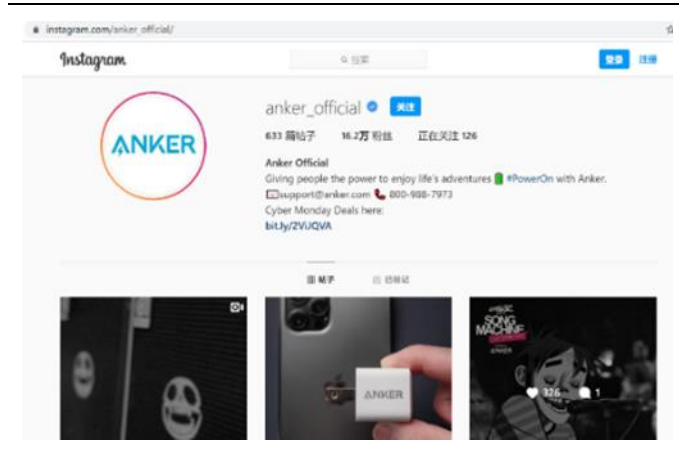 instagram.com/anker_official/
Instagram
搜索
登录 注册
ANKER
anker_official 关注
633 篇帖子 16.2万 粉丝 正在关注 126
Anker Official
Giving people the power to enjoy life's adventures #PowerOn with Anker.
support@anker.com 800-988-7973
Cyber Monday Deals here:
bit.ly/2ViJQVA
帖子 已标记
SONG
MACHINE
ANKER
ANKER
326 1